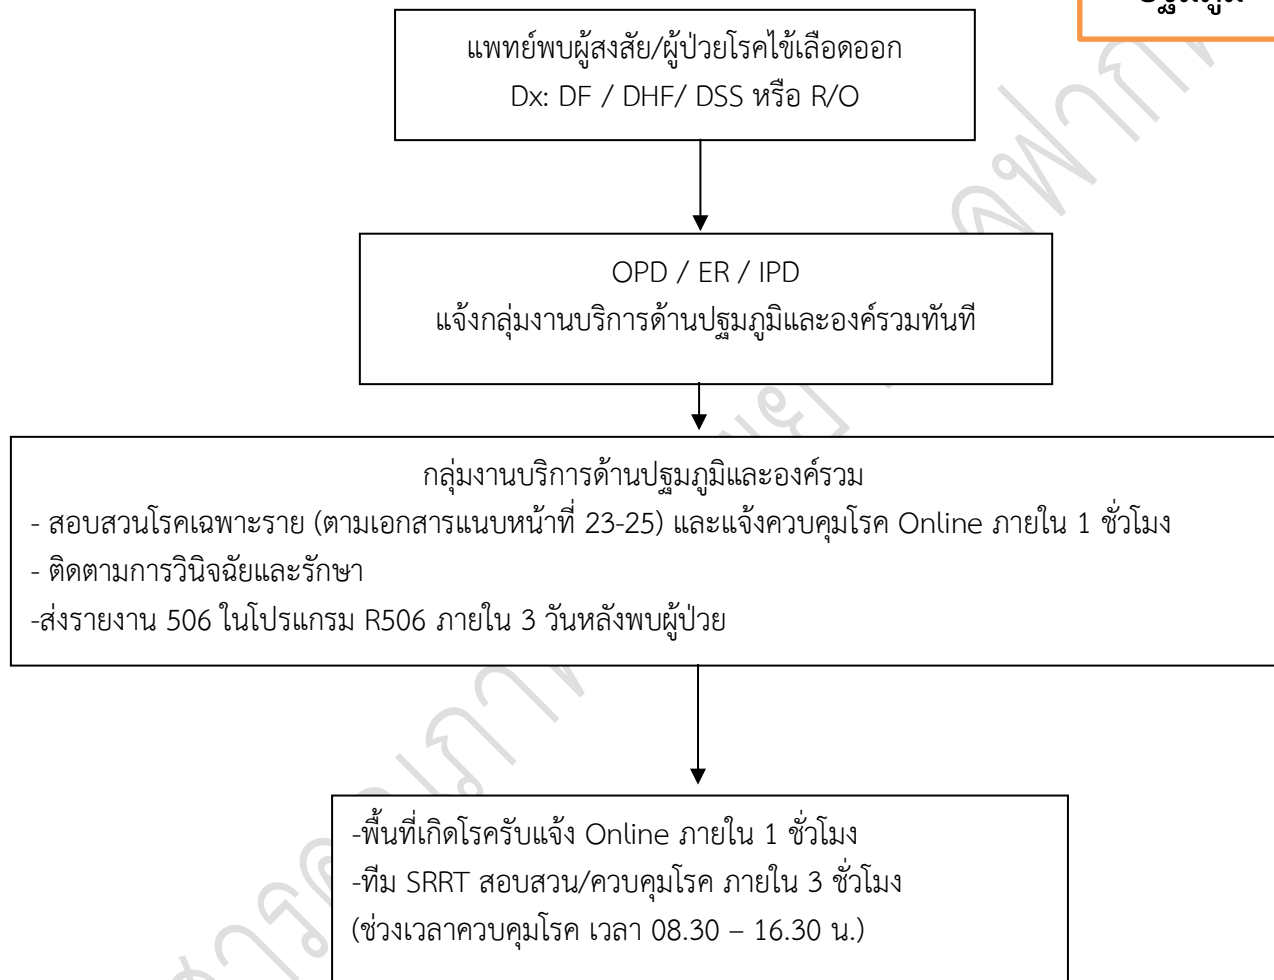 แพทย์พบผู้สงสัย/ผู้ป่วยโรคไข้เลือดออก
Dx: DF / DHF/ DSS หรือ R/O
OPD / ER / IPD
แจ้งกลุ่มงานบริการด้านปฐมภูมิและองค์รวมทันที
กลุ่มงานบริการด้านปฐมภูมิและองค์รวม
- สอบสวนโรคเฉพาะราย (ตามเอกสารแนบหน้าที่ 23-25) และแจ้งควบคุมโรค Online ภายใน 1 ชั่วโมง
- ติดตามการวินิจฉัยและรักษา
-ส่งรายงาน 506 ในโปรแกรม R506 ภายใน 3 วันหลังพบผู้ป่วย
-พื้นที่เกิดโรครับแจ้ง Online ภายใน 1 ชั่วโมง
-ทีม SRRT สอบสวน/ควบคุมโรค ภายใน 3 ชั่วโมง
(ช่วงเวลาควบคุมโรค เวลา 08.30 – 16.30 น.)